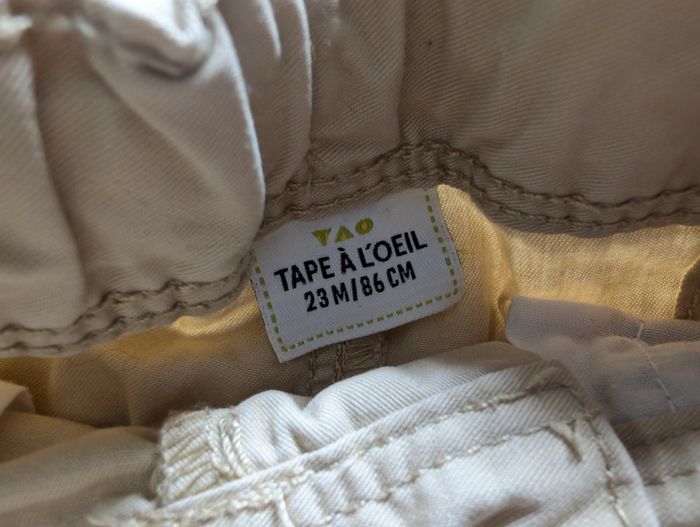 TAO
TAPE À L'OEIL
23 M/86 CM